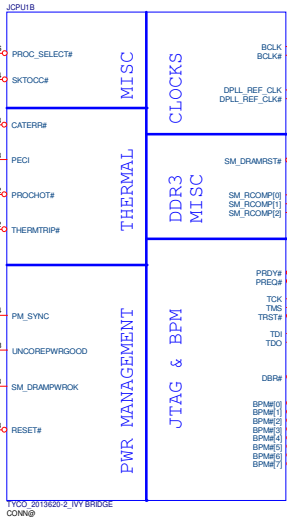 JCPU1B
PROC_SELECT#
SKTOCC#
MISC
CATERR#
PECI
PROCHOT#
THERMTRIP#
THERMAL
PM_SYNC
UNCOREPWRGOOD
SM_DRAMPWROK
RESET#
PWR MANAGEMENT
CLOCKS
BCLK
BCLK#
DPLL_REF_CLK
DPLL_REF_CLK#
DDR3
MISC
SM_DRAMRST#
SM_RCOMP[0]
SM_RCOMP[1]
SM_RCOMP[2]
JTAG & BPM
PRDY#
PREQ#
TCK
TMS
TRST#
TDI
TDO
DBR#
BPM#[0]
BPM#[1]
BPM#[2]
BPM#[3]
BPM#[4]
BPM#[5]
BPM#[6]
BPM#[7]
TYCO_2013620-2_IVY BRIDGE
CONN@